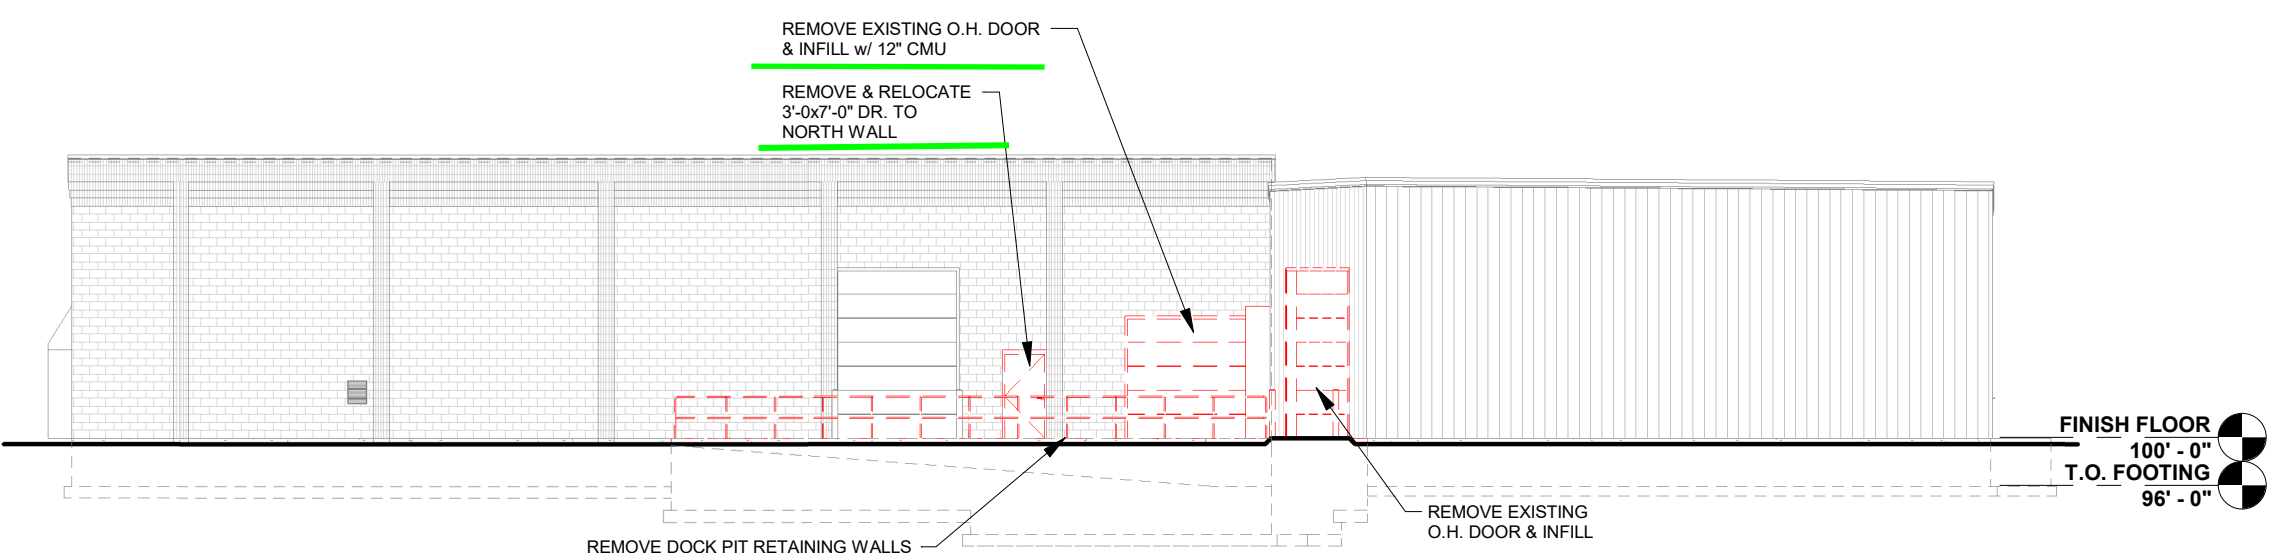 REMOVE EXISTING O.H. DOOR
& INFILL w/ 12" CMU
REMOVE & RELOCATE
3'-0x7'-0" DR. TO
NORTH WALL
FINISH FLOOR
100' - 0"
T.O. FOOTING
96' - 0"
REMOVE EXISTING
O.H. DOOR & INFILL
REMOVE DOCK PIT RETAINING WALLS